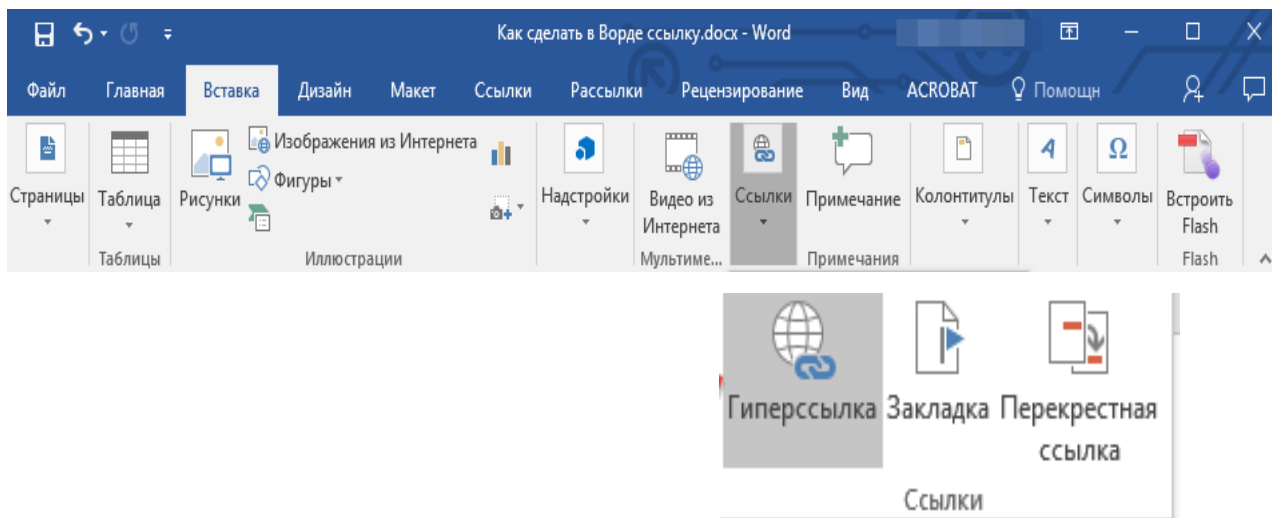 Как сделать в Ворде ссылку.docx - Word
Файл Главная Вставка Дизайн Макет Ссылки Рассылки Рецензирование Вид ACROBAT Помощн
Страницы Таблица Рисунки Изображения из Интернета Фигуры Надстройки Видео из Интернета Ссылки Примечание Колонтитулы Текст Символы Встроить Flash
Таблицы Иллюстрации Мультиме... Примечания Flash
Гиперссылка Закладка Перекрестная
ссылка
Ссылки